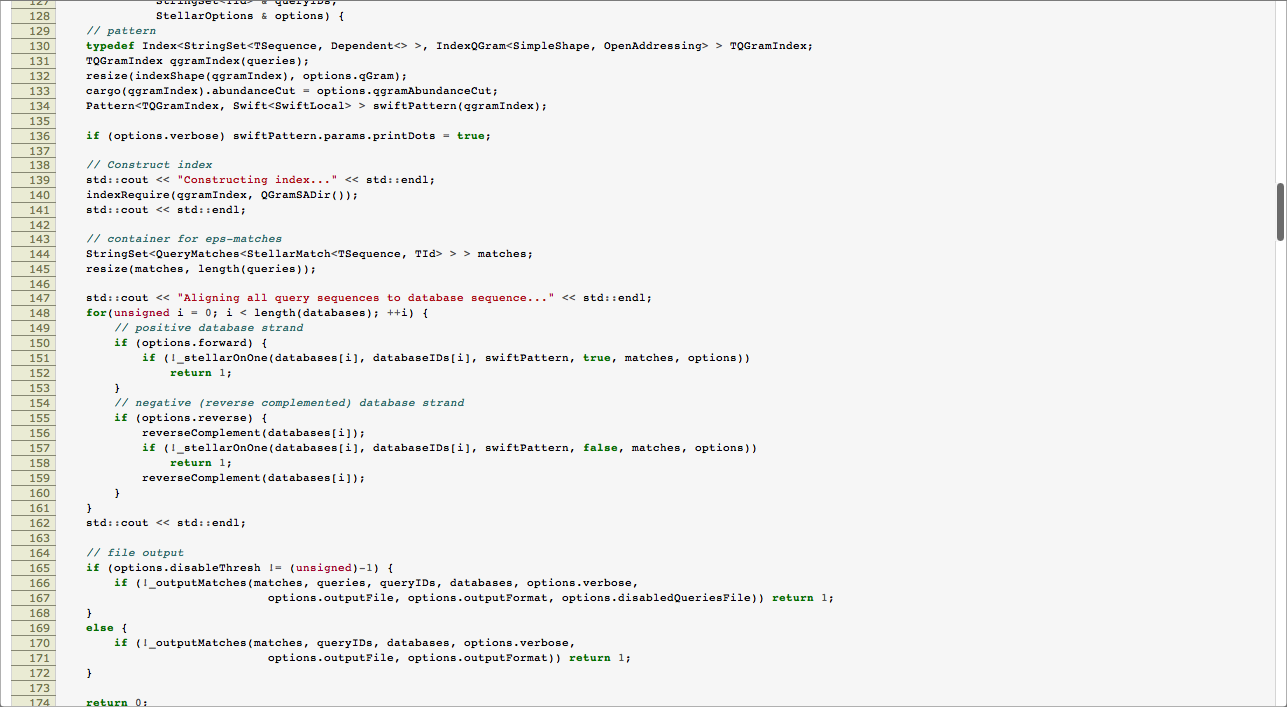 127 StringSet<TId> & queryIDs,
128 StellarOptions & options) {
129 // pattern
130 typedef Index<StringSet<TSequence, Dependent<> >, IndexQGram<SimpleShape, OpenAddressing> > TQGramIndex;
131 TQGramIndex qgramIndex(queries);
132 resize(indexShape(qgramIndex), options.qGram);
133 cargo(qgramIndex).abundanceCut = options.qgramAbundanceCut;
134 Pattern<TQGramIndex, Swift<SwiftLocal> > swiftPattern(qgramIndex);
135
136 if (options.verbose) swiftPattern.params.printDots = true;
137
138 // Construct index
139 std::cout << "Constructing index..." << std::endl;
140 indexRequire(qgramIndex, QGramSADir());
141 std::cout << std::endl;
142
143 // container for eps-matches
144 StringSet<QueryMatches<StellarMatch<TSequence, TId> > > matches;
145 resize(matches, length(queries));
146
147 std::cout << "Aligning all query sequences to database sequence..." << std::endl;
148 for(unsigned i = 0; i < length(databases); ++i) {
149 // positive database strand
150 if (options.forward) {
151 if (!_stellarOnOne(databases[i], databaseIDs[i], swiftPattern, true, matches, options))
152 return 1;
153 }
154 // negative (reverse complemented) database strand
155 if (options.reverse) {
156 reverseComplement(databases[i]);
157 if (!_stellarOnOne(databases[i], databaseIDs[i], swiftPattern, false, matches, options))
158 return 1;
159 reverseComplement(databases[i]);
160 }
161 }
162 std::cout << std::endl;
163
164 // file output
165 if (options.disableThresh != (unsigned)-1) {
166 if (!_outputMatches(matches, queries, queryIDs, databases, options.verbose,
167 options.outputFile, options.outputFormat, options.disabledQueriesFile)) return 1;
168 }
169 else {
170 if (!_outputMatches(matches, queryIDs, databases, options.verbose,
171 options.outputFile, options.outputFormat)) return 1;
172 }
173
174 return 0;